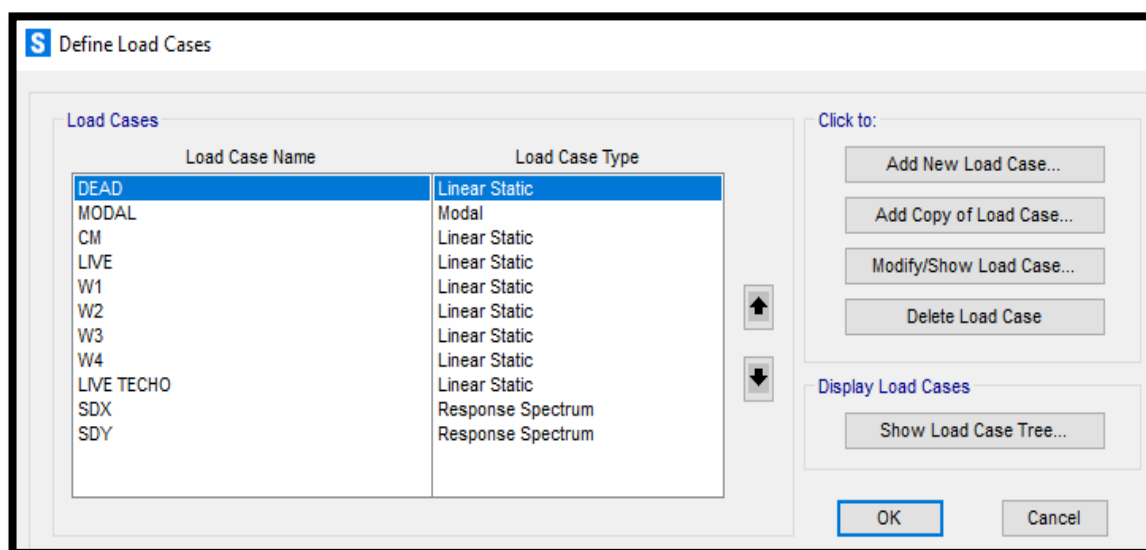 S Define Load Cases
Load Cases
Click to:
Load Case Name Load Case Type
DEAD Linear Static
MODAL Modal
CM Linear Static
LIVE Linear Static
W1 Linear Static
W2 Linear Static
W3 Linear Static
W4 Linear Static
LIVE TECHO Linear Static
SDX Response Spectrum
SDY Response Spectrum
Add New Load Case...
Add Copy of Load Case...
Modify/Show Load Case...
Delete Load Case
Display Load Cases
Show Load Case Tree...
OK Cancel